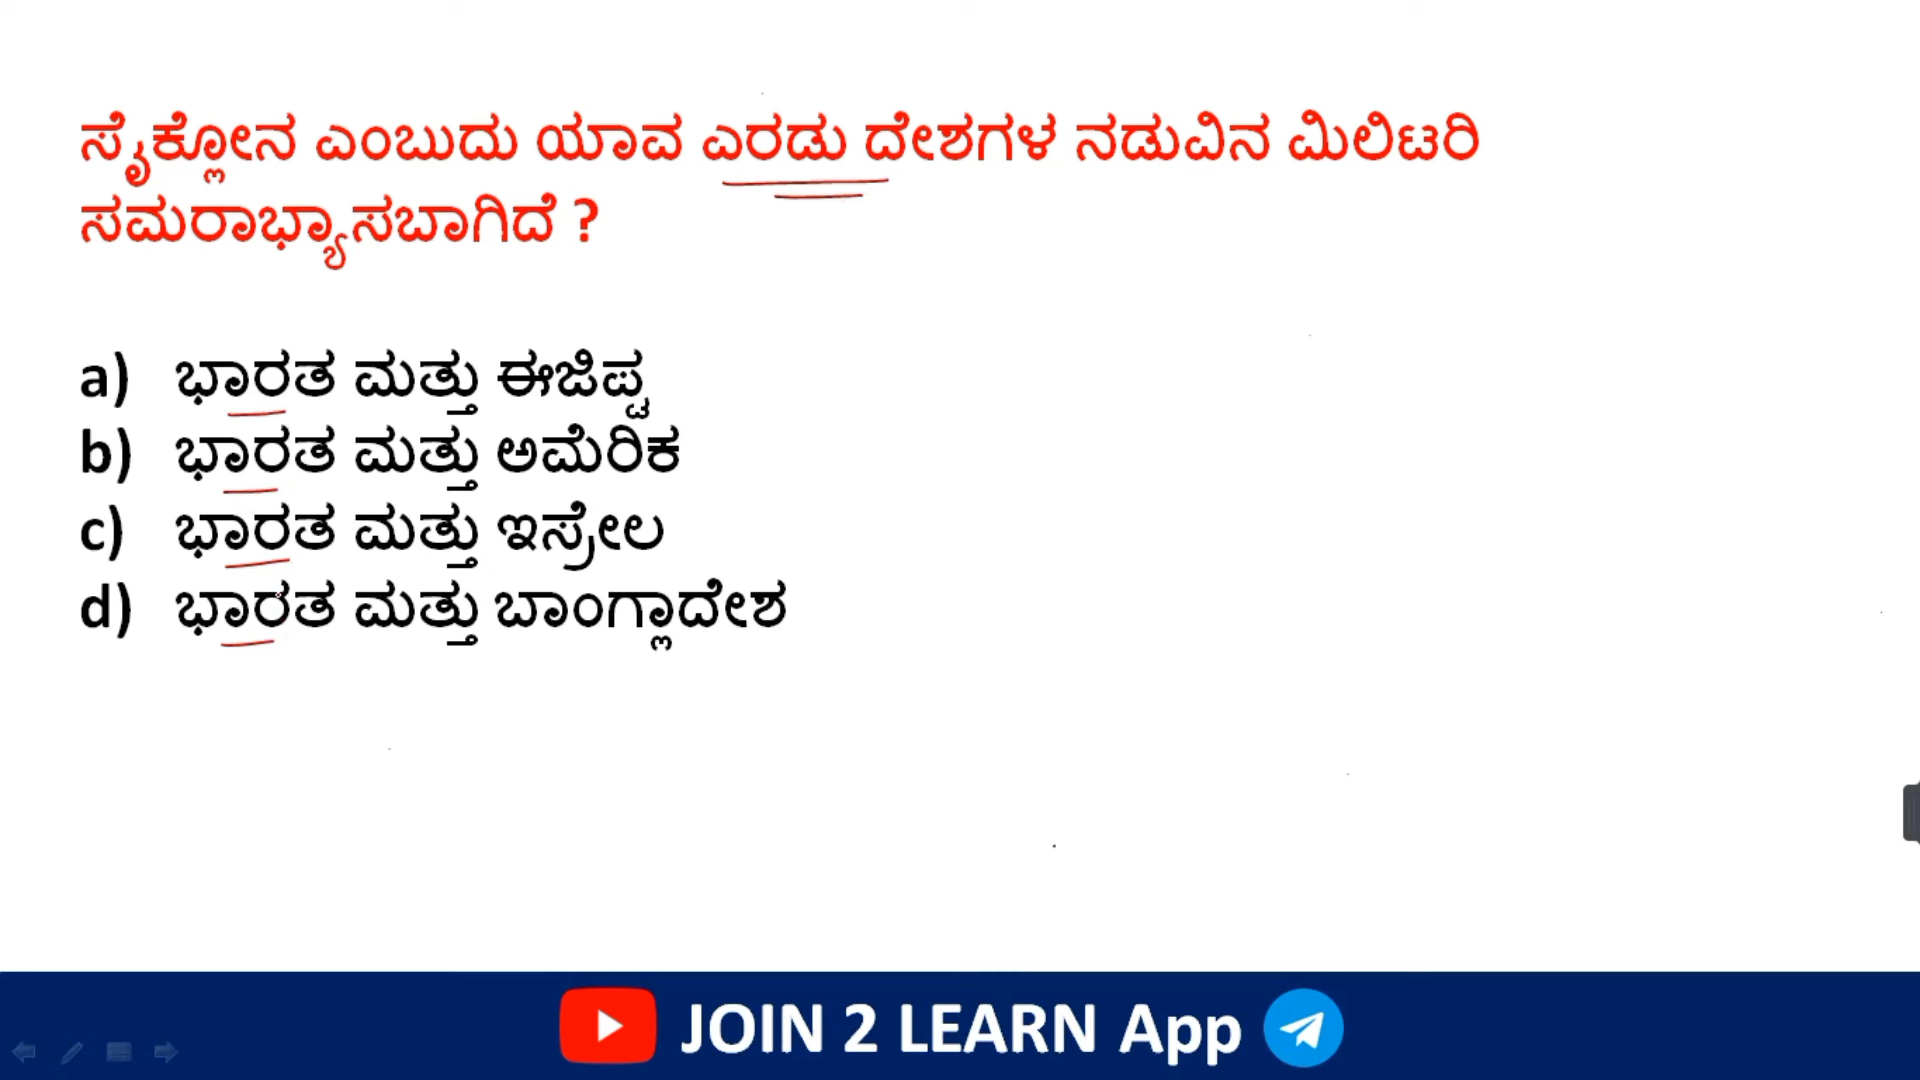 ಸೈಕ್ಲೋನ ಎಂಬುದು ಯಾವ ಎರಡು ದೇಶಗಳ ನಡುವಿನ ಮಿಲಿಟರಿ
ಸಮರಾಭ್ಯಾಸಬಾಗಿದೆ ?
a) ಭಾರತ ಮತ್ತು ಈಜಿಪ್ಟ
b) ಭಾರತ ಮತ್ತು ಅಮೆರಿಕ
c) ಭಾರತ ಮತ್ತು ಇಸ್ರೇಲ
d) ಭಾರತ ಮತ್ತು ಬಾಂಗ್ಲಾದೇಶ
JOIN 2 LEARN App